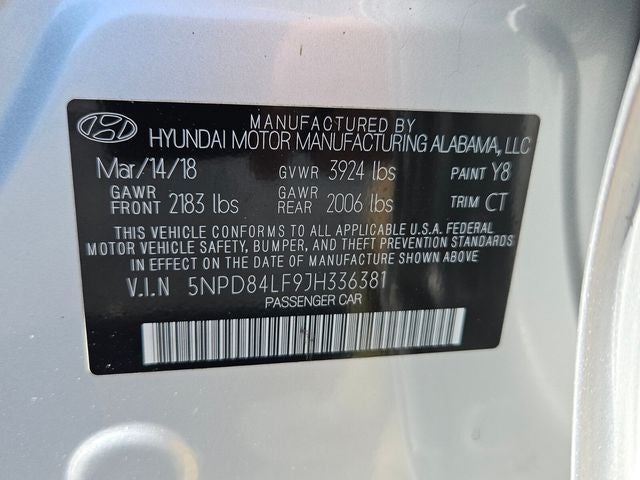 MANUFACTURED BY
HYUNDAI MOTOR MANUFACTURING ALABAMA, LLC
Mar/14/18 GVWR 3924 lbs PAINT Y8
GAWR FRONT 2183 lbs GAWR REAR 2006 lbs TRIM CT
THIS VEHICLE CONFORMS TO ALL APPLICABLE U.S.A. FEDERAL
MOTOR VEHICLE SAFETY, BUMPER, AND THEFT PREVENTION STANDARDS
IN EFFECT ON THE DATE OF MANUFACTURE SHOWN ABOVE.
V.I.N 5NPD84LF9JH336381
PASSENGER CAR